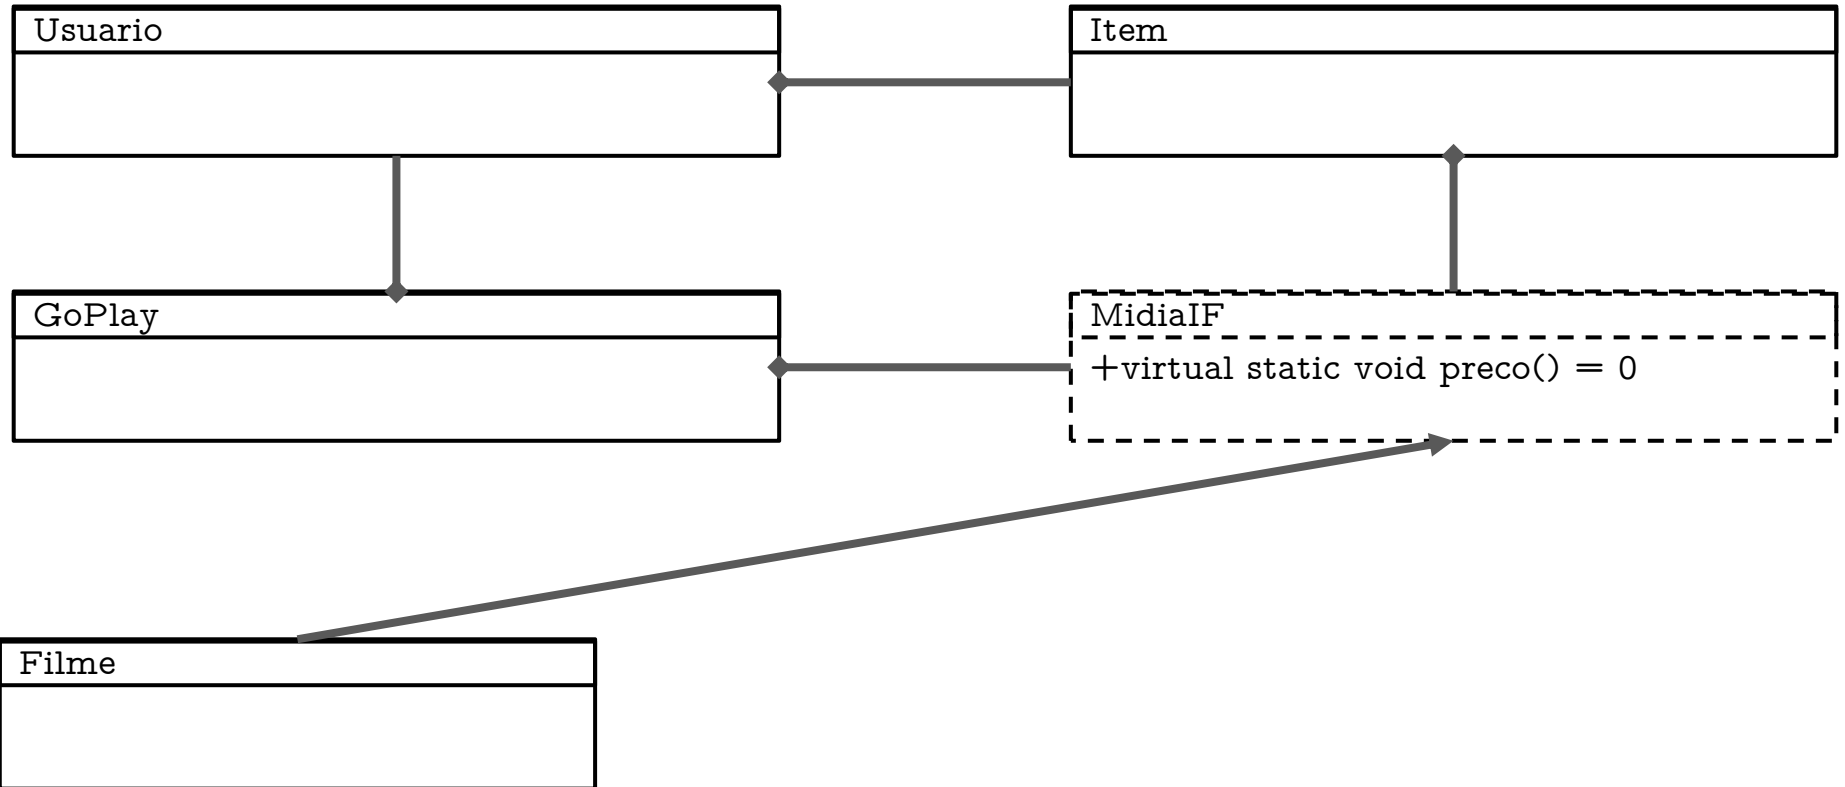 Usuario
Item
GoPlay
MidiaIF
+virtual static void preco() = 0
Filme